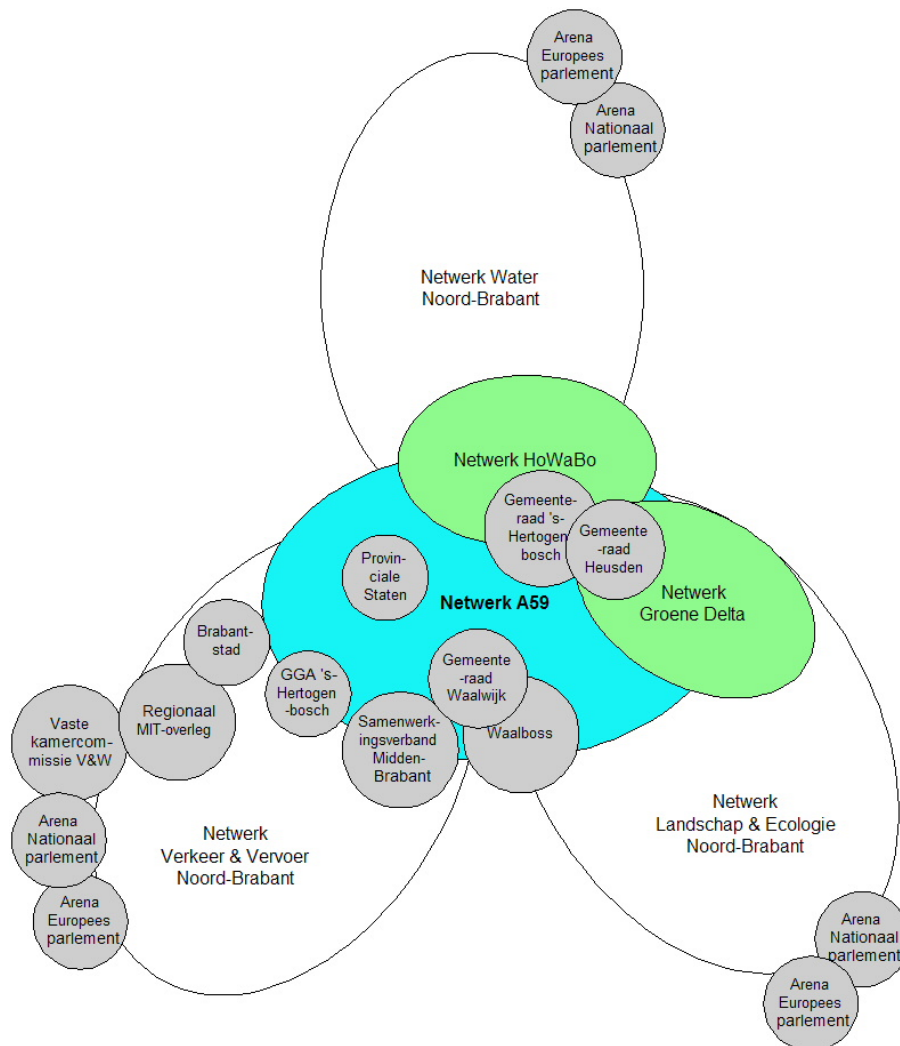 Arena
Europees
parlement
Arena
Nationaal
parlement
Netwerk Water
Noord-Brabant
Netwerk HoWaBo
Gemeente-
raad 's-
Hertogen
bosch
Gemeente
-raad
Heusden
Provin-
ciale
Staten
Netwerk A59
Netwerk
Groene Delta
Brabant-
stad
GGA 's-
Hertogen
-bosch
Gemeente
-raad
Waalwijk
Regionaal
MIT-overleg
Vaste
kamercom-
missie V&W
Samenwerk-
ingsverband
Midden-
Brabant
Waalboss
Arena
Nationaal
parlement
Netwerk
Verkeer & Vervoer
Noord-Brabant
Netwerk
Landschap & Ecologie
Noord-Brabant
Arena
Europees
parlement
Arena
Nationaal
parlement
Arena
Europees
parlement